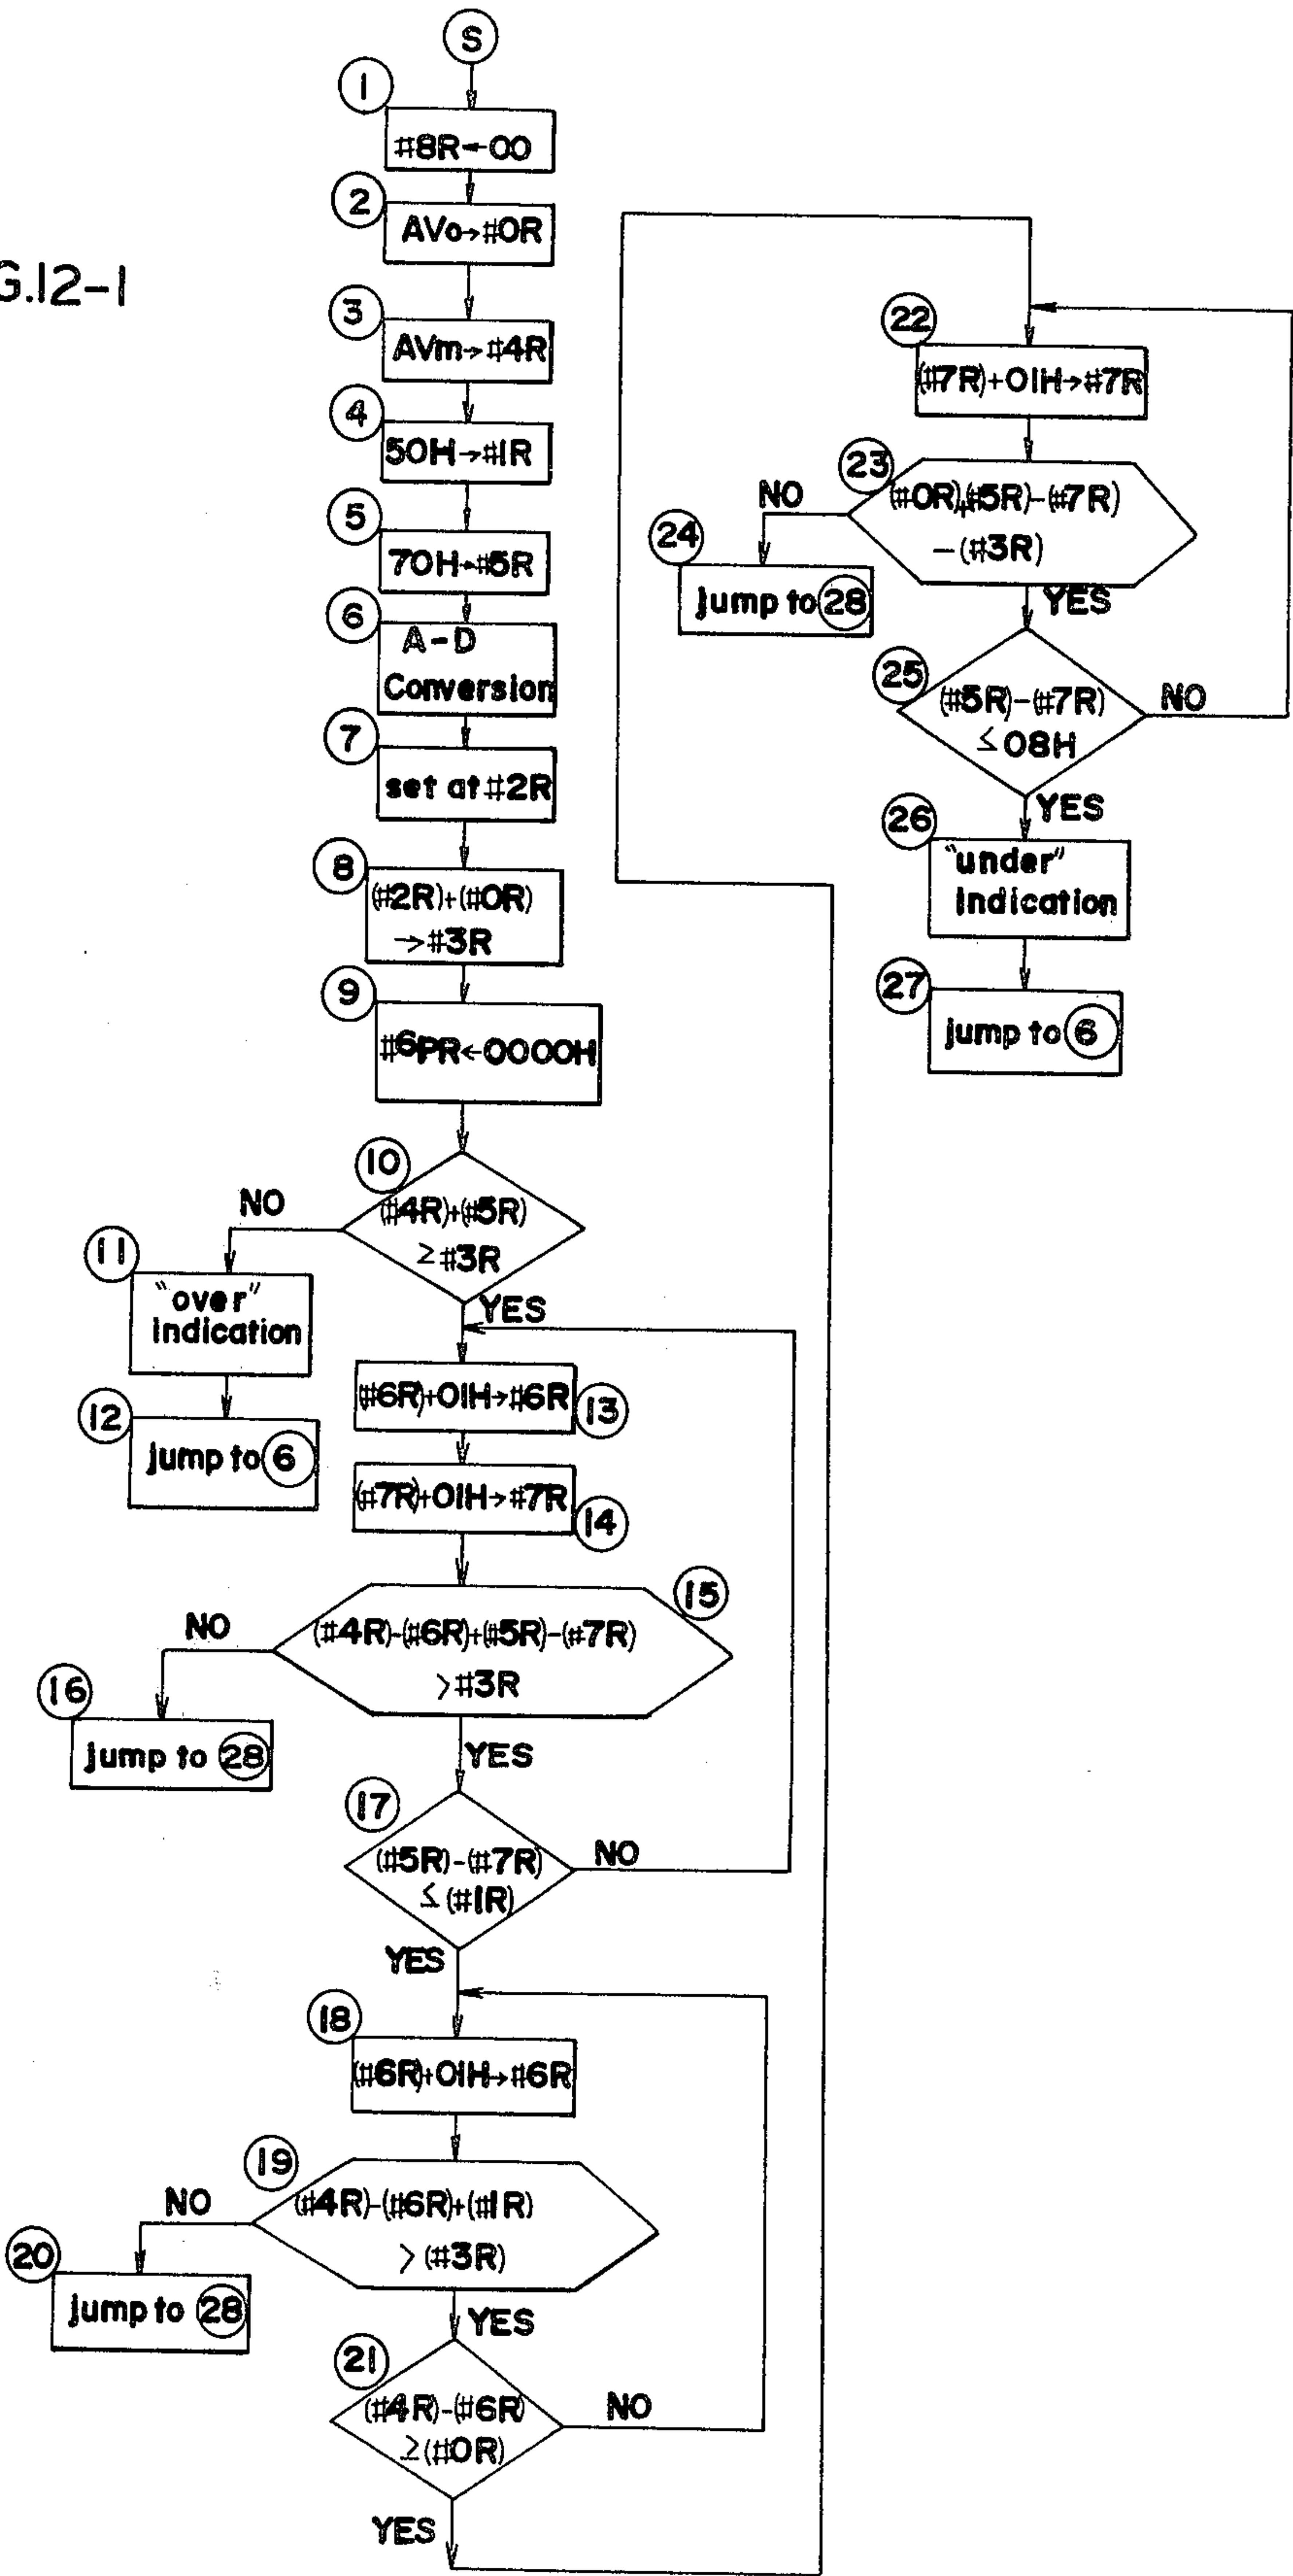 G.12-1
S
1
#8R←00
2
AVo→#0R
3
AVm→#4R
4
50H→#1R
5
70H→#5R
6
A-D
Conversion
7
set at #2R
8
(#2R)+(#0R)
→#3R
9
#6PR←0000H
10
(#4R)+(#5R)
≥#3R
NO
YES
11
"over"
Indication
12
jump to 6
(#6R)+01H→#6R
13
(#7R)+01H→#7R
14
15
(#4R)-(#6R)+(#5R)-(#7R)
>#3R
NO
YES
16
jump to 28
17
(#5R)-(#7R)
≤(#1R)
NO
YES
18
(#6R)+01H→#6R
19
(#4R)-(#6R)+(#1R)
>(#3R)
NO
YES
20
jump to 28
21
(#4R)-(#6R)
≥(#0R)
NO
YES
22
(#7R)+01H→#7R
23
(#0R)+(#5R)-(#7R)
-(#3R)
NO
YES
24
jump to 28
25
(#5R)-(#7R)
≤08H
NO
YES
26
"under"
Indication
27
jump to 6